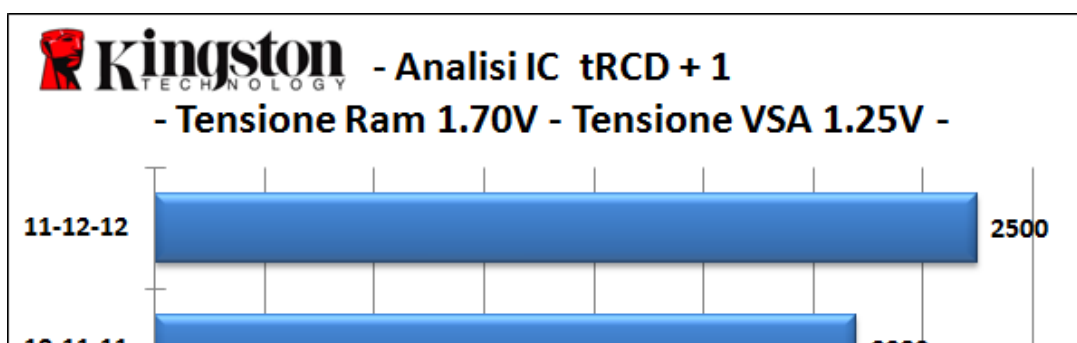 Kingston
TECHNOLOGY
- Analisi IC tRCD + 1
- Tensione Ram 1.70V - Tensione VSA 1.25V -
11-12-12
2500